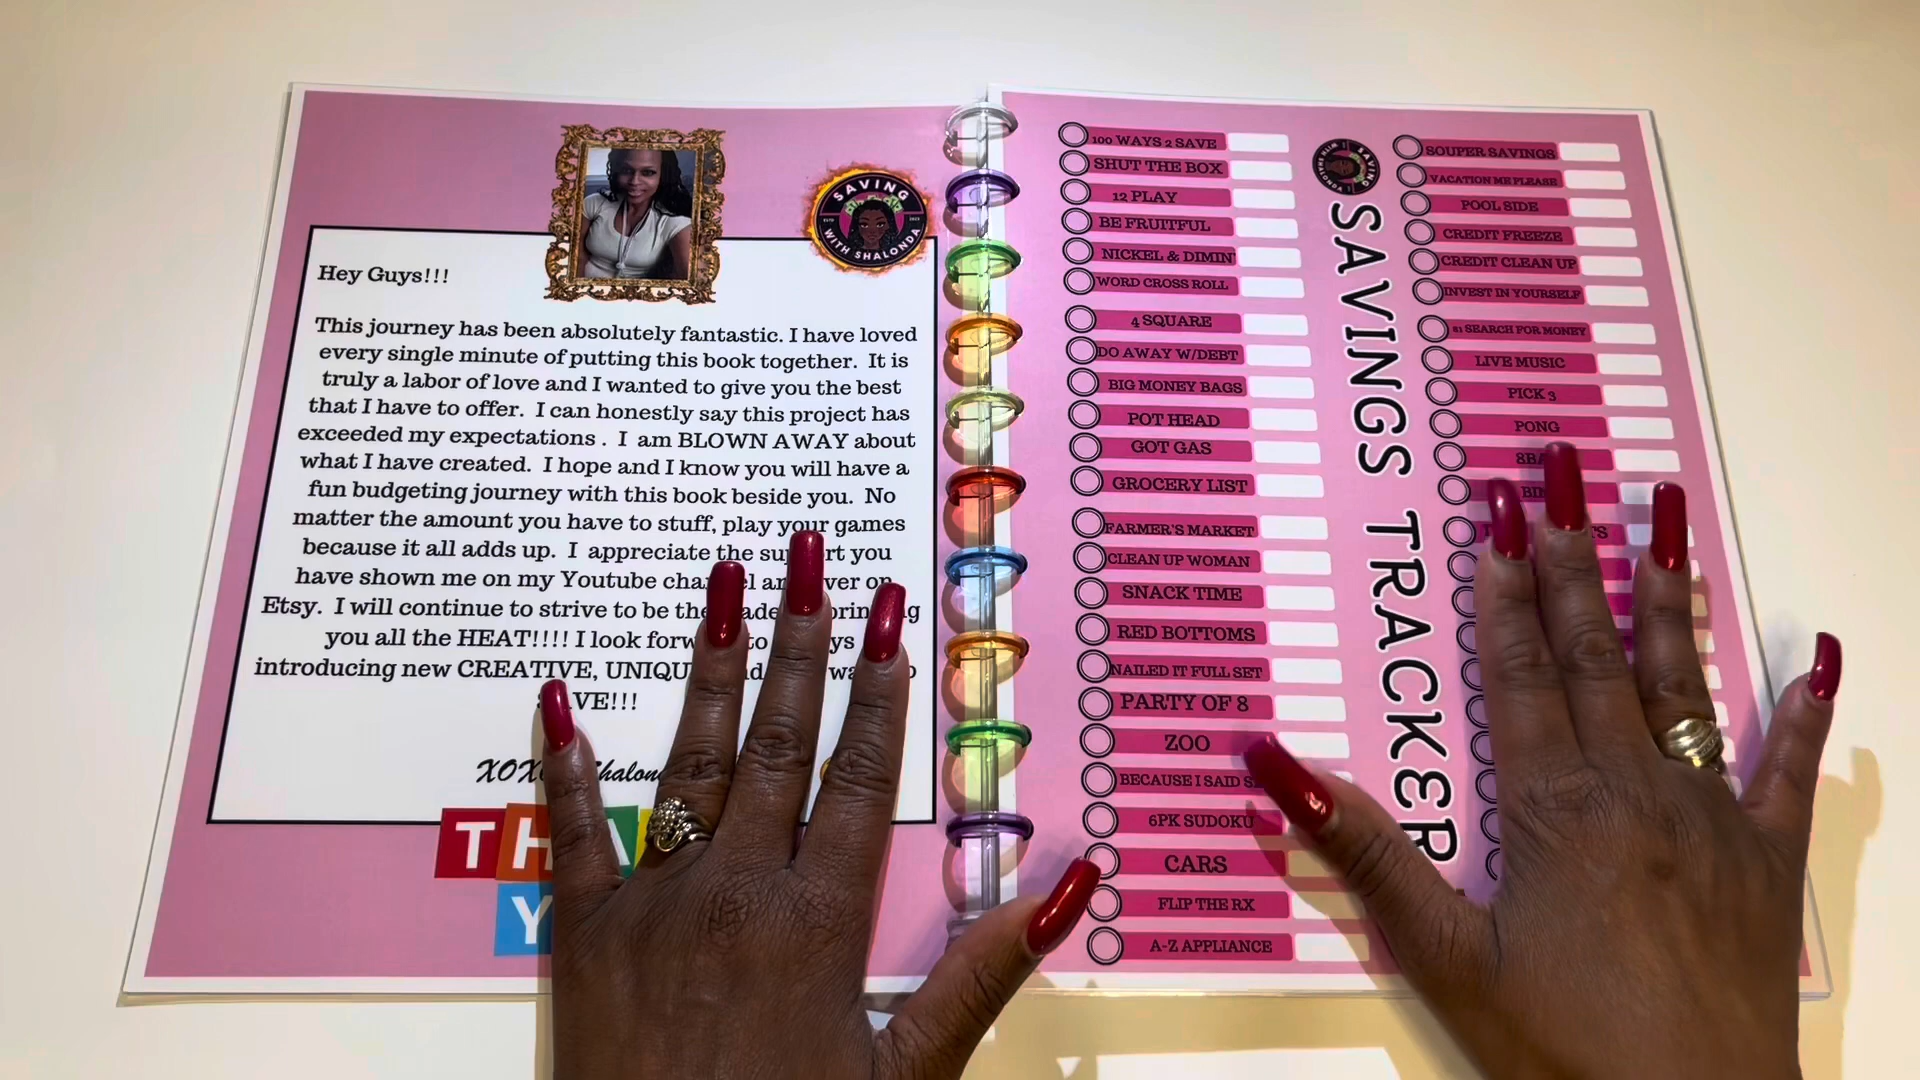 SAVING
WITH SHALONDA
Hey Guys!!!
This journey has been absolutely fantastic. I have loved
every single minute of putting this book together. It is
truly a labor of love and I wanted to give you the best
that I have to offer. I can honestly say this project has
exceeded my expectations . I am BLOWN AWAY about
what I have created. I hope and I know you will have a
fun budgeting journey with this book beside you. No
matter the amount you have to stuff, play your games
because it all adds up. I appreciate the support you
have shown me on my Youtube
Etsy. I will continue to strive to be the
you all the HEAT!!!! I look
introducing new CREATIVE,
100 WAYS 2 SAVE
SHUT THE BOX
12 PLAY
BE FRUITFUL
NICKEL &
WORD CROSS ROLL
4 SQUARE
DO AWAY W/DEBT
BIG MONEY BAGS
POT HEAD
GOT GAS
GROCERY LIST
FARMER'S MARKET
CLEAN UP WOMAN
SNACK TIME
RED BOTTOMS
NAILED IT FULL SET
PARTY OF 8
ZOO
BECAUSE I SAID
6PK SUDOKU
CARS
FLIP THE RX
A-Z APPLIANCE
SAVING
WITH SHALONDA
SAVINGS TRACKER
SOUPER SAVINGS
VACATION ME PLEASE
POOL SIDE
CREDIT FREEZE
CREDIT CLEAN UP
INVEST IN YOURSELF
$1 SEARCH FOR MONEY
LIVE MUSIC
PICK 3
PONG